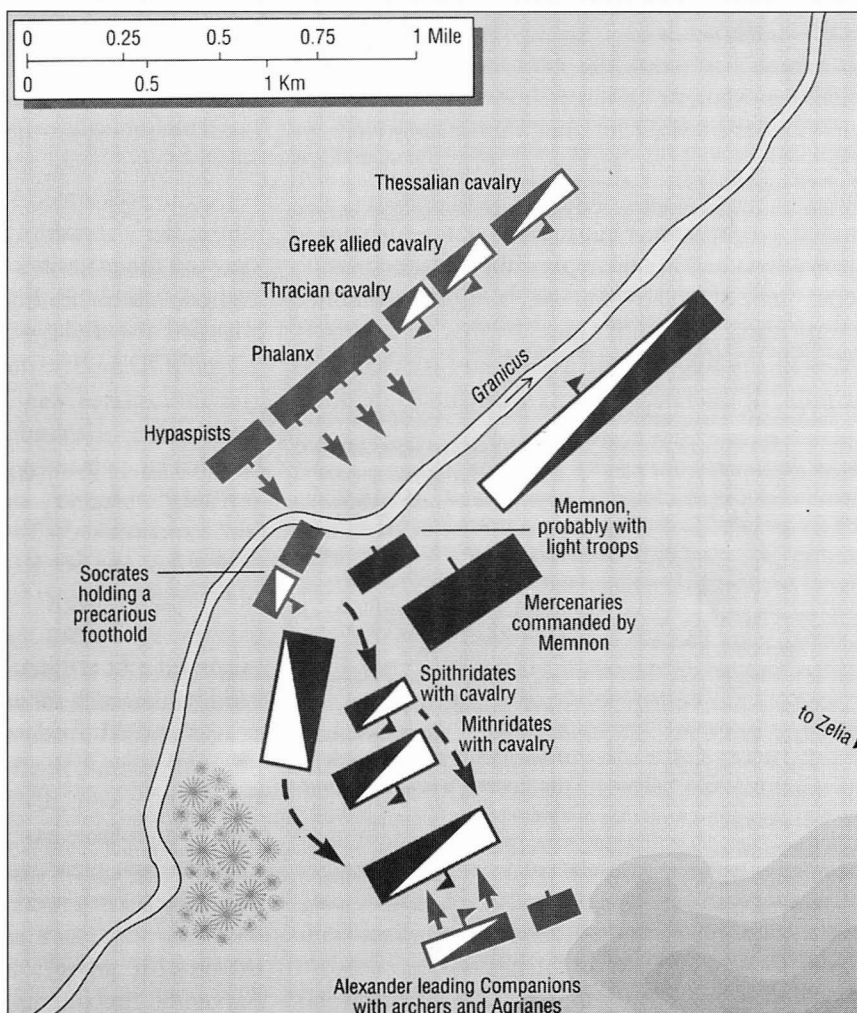 0 0.25 0.5 0.75 1 Mile
0 0.5 1 Km
Thessalian cavalry
Greek allied cavalry
Thracian cavalry
Phalanx
Granicus
Hypaspists
Memnon,
probably with
light troops
Socrates
holding a
precarious
foothold
Mercenaries
commanded by
Memnon
Spithridates
with cavalry
Mithridates
with cavalry
to Zelia
Alexander leading Companions
with archers and Agrianes